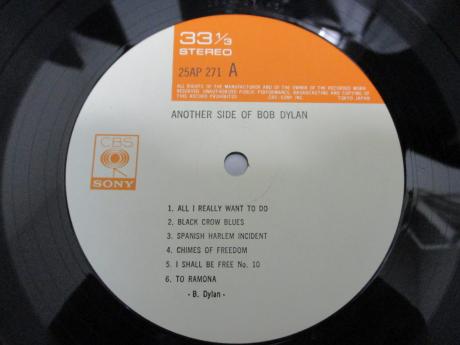 33 1/3
STEREO
25AP 271 A
ALL RIGHTS OF THE MANUFACTURER AND OF THE OWNER OF THE RECORDED WORK
RESERVED. UNAUTHORIZED PUBLIC PERFORMANCE, BROADCASTING AND COPYING OF
THIS RECORD PROHIBITED CBS/SONY INC. TOKYO JAPAN
ANOTHER SIDE OF BOB DYLAN
CBS
SONY
1. ALL I REALLY WANT TO DO
2. BLACK CROW BLUES
3. SPANISH HARLEM INCIDENT
4. CHIMES OF FREEDOM
5. I SHALL BE FREE No. 10
6. TO RAMONA
- B. Dylan -